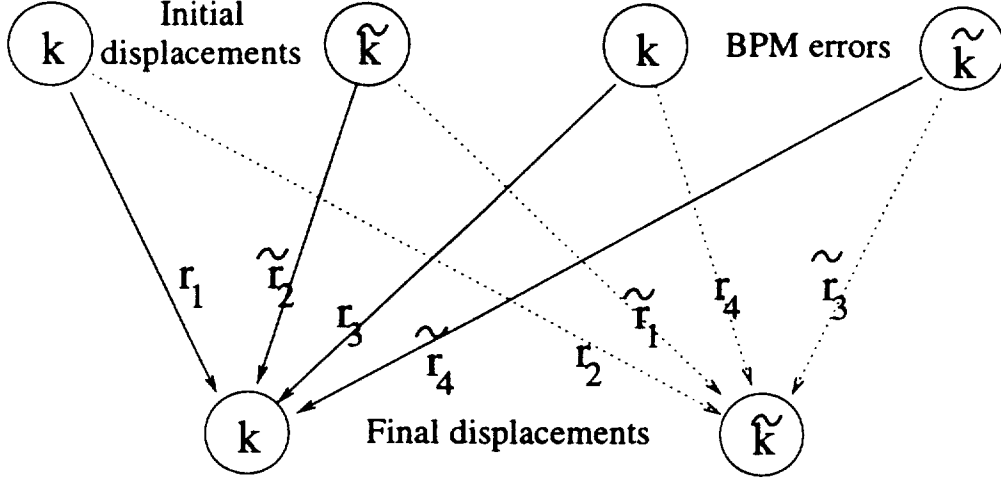 Initial
k displacements k̃ k BPM errors k̃
r₁ r̃₂ r₃ r̃₄ r₂ r̃₁ r₄ r̃₃
k Final displacements k̃